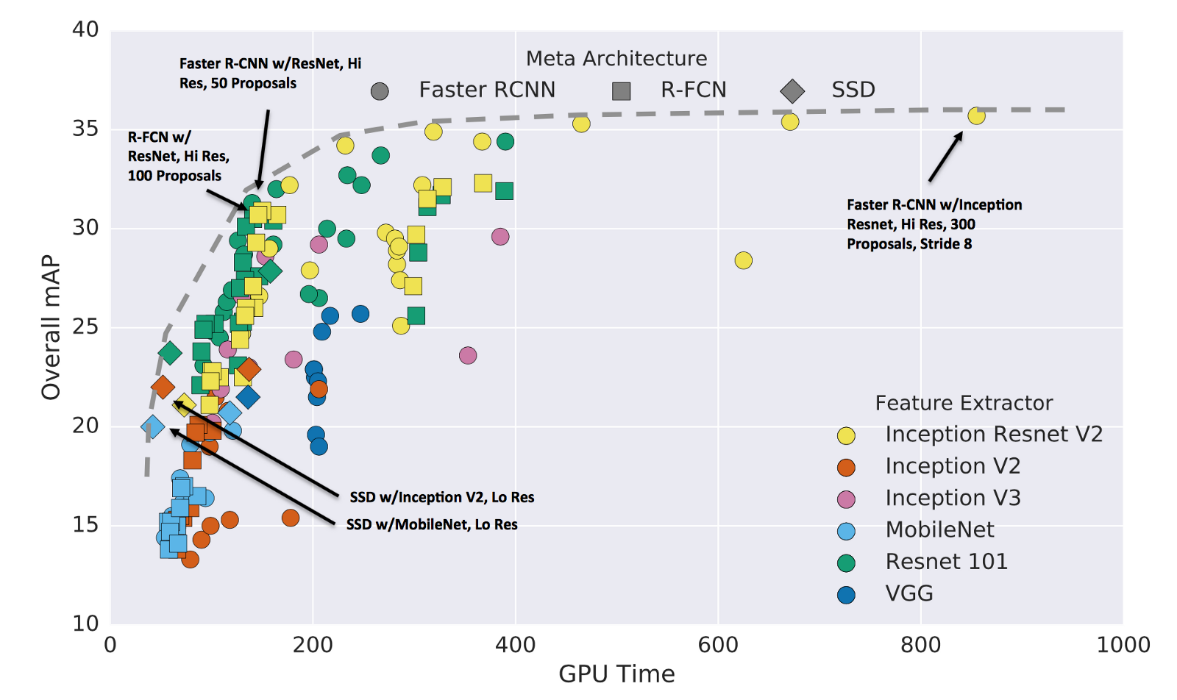 40
35
30
25
20
15
10
0
200
400
600
800
1000
Overall mAP
GPU Time
Meta Architecture
Faster RCNN
R-FCN
SSD
Faster R-CNN w/ResNet, Hi
Res, 50 Proposals
R-FCN w/
ResNet, Hi Res,
100 Proposals
Faster R-CNN w/Inception
Resnet, Hi Res, 300
Proposals, Stride 8
SSD w/Inception V2, Lo Res
SSD w/MobileNet, Lo Res
Feature Extractor
Inception Resnet V2
Inception V2
Inception V3
MobileNet
Resnet 101
VGG